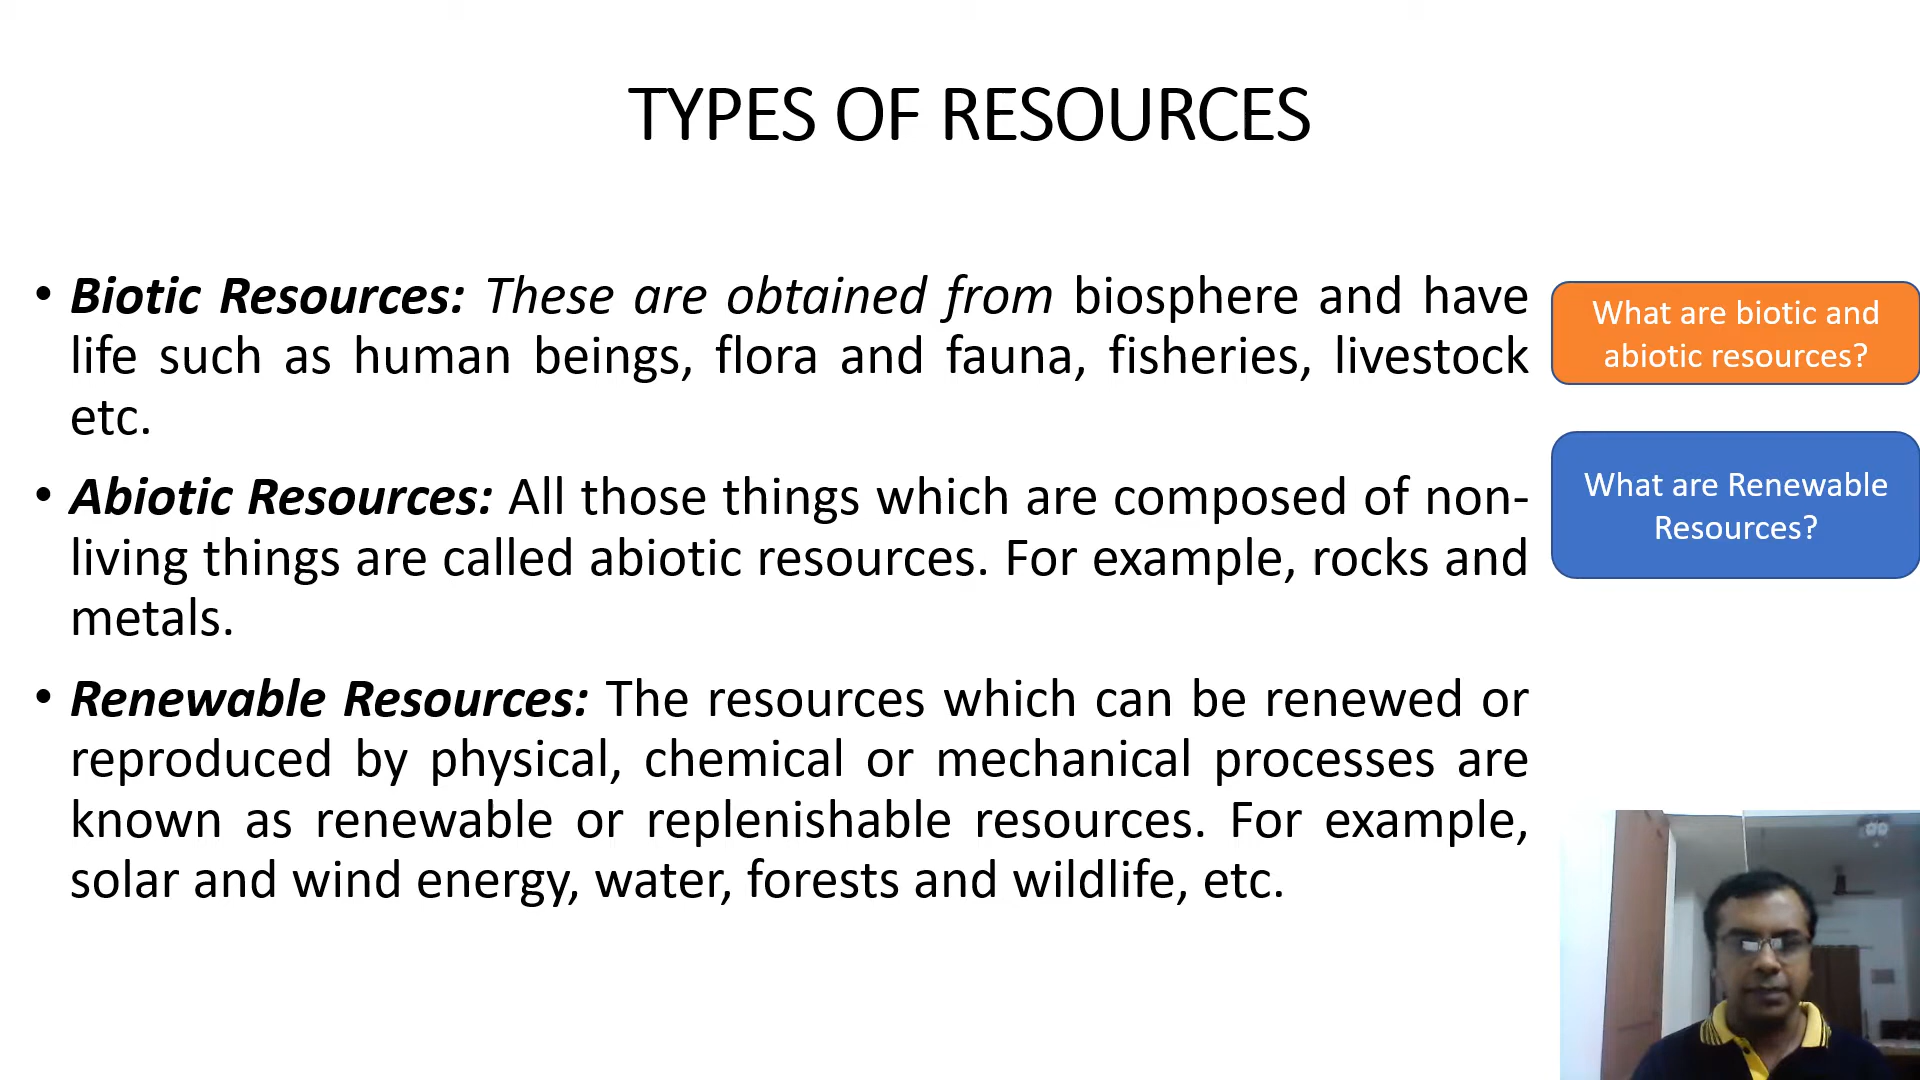 TYPES OF RESOURCES
• Biotic Resources: These are obtained from biosphere and have
life such as human beings, flora and fauna, fisheries, livestock
etc.
• Abiotic Resources: All those things which are composed of non-
living things are called abiotic resources. For example, rocks and
metals.
• Renewable Resources: The resources which can be renewed or
reproduced by physical, chemical or mechanical processes are
known as renewable or replenishable resources. For example,
solar and wind energy, water, forests and wildlife, etc.
What are biotic and
abiotic resources?
What are Renewable
Resources?